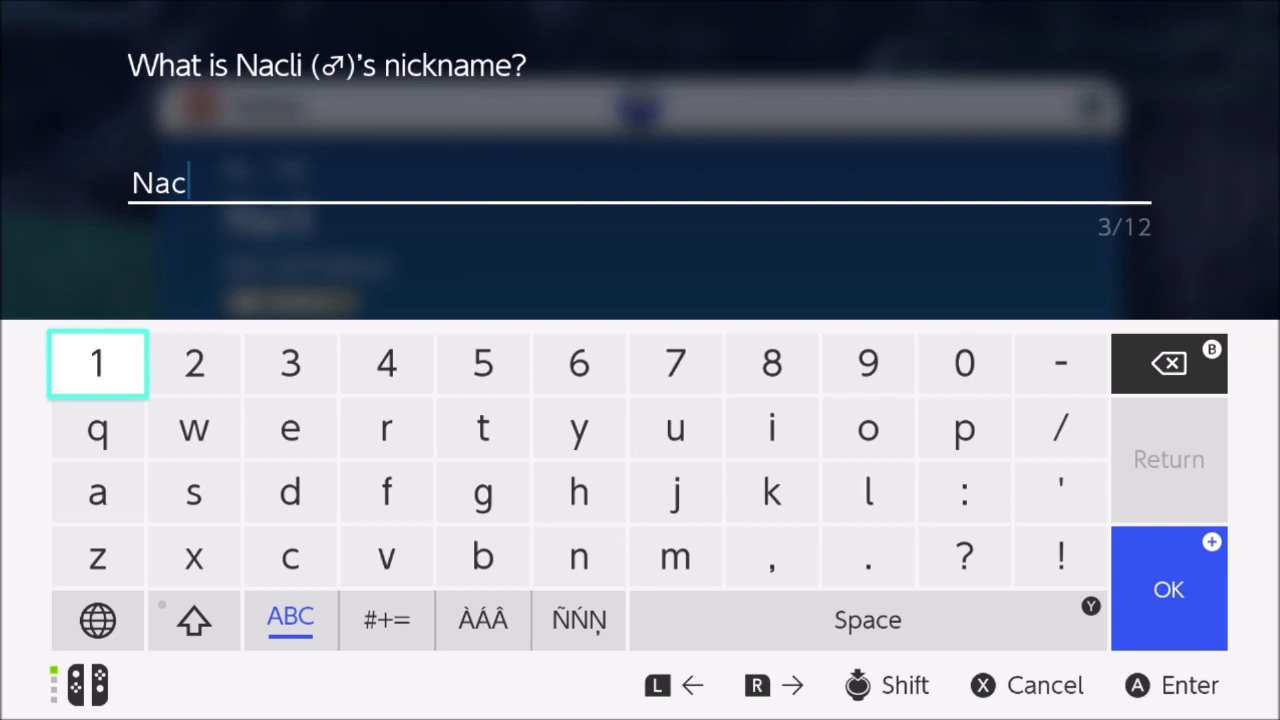 What is Nacli (♂)'s nickname?
Nac
3/12
1 2 3 4 5 6 7 8 9 0 - B
q w e r t y u i o p /
Return
a s d f g h j k l : '
z x c v b n m , . ? ! +
OK
ABC #+= ÀÁÂ ÑŃŅ Space Y
L ← R → Shift X Cancel A Enter